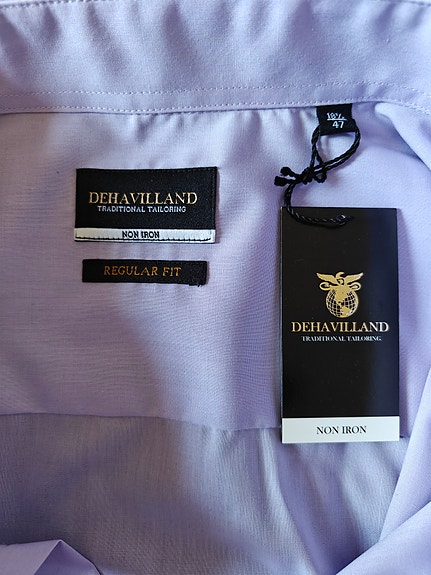 18½
47
DEHAVILLAND
TRADITIONAL TAILORING
NON IRON
REGULAR FIT
DEHAVILLAND
TRADITIONAL TAILORING
NON IRON